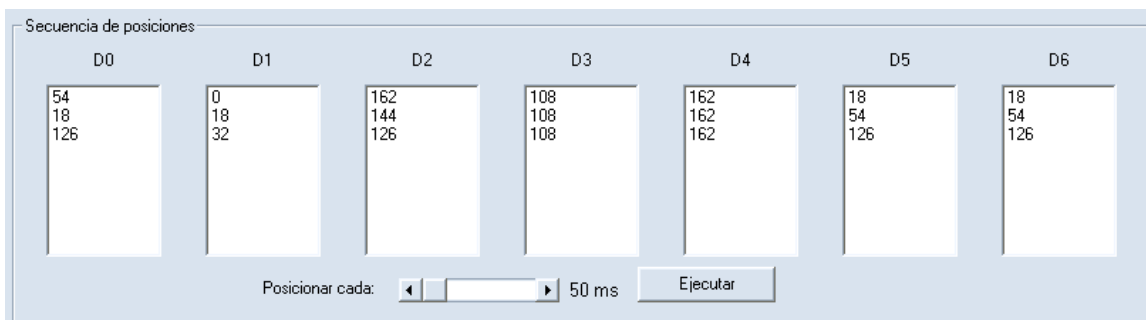 Secuencia de posiciones
D0 D1 D2 D3 D4 D5 D6
54 0 162 108 162 18 18
18 18 144 108 162 54 54
126 32 126 108 162 126 126
Posicionar cada: 50 ms Ejecutar